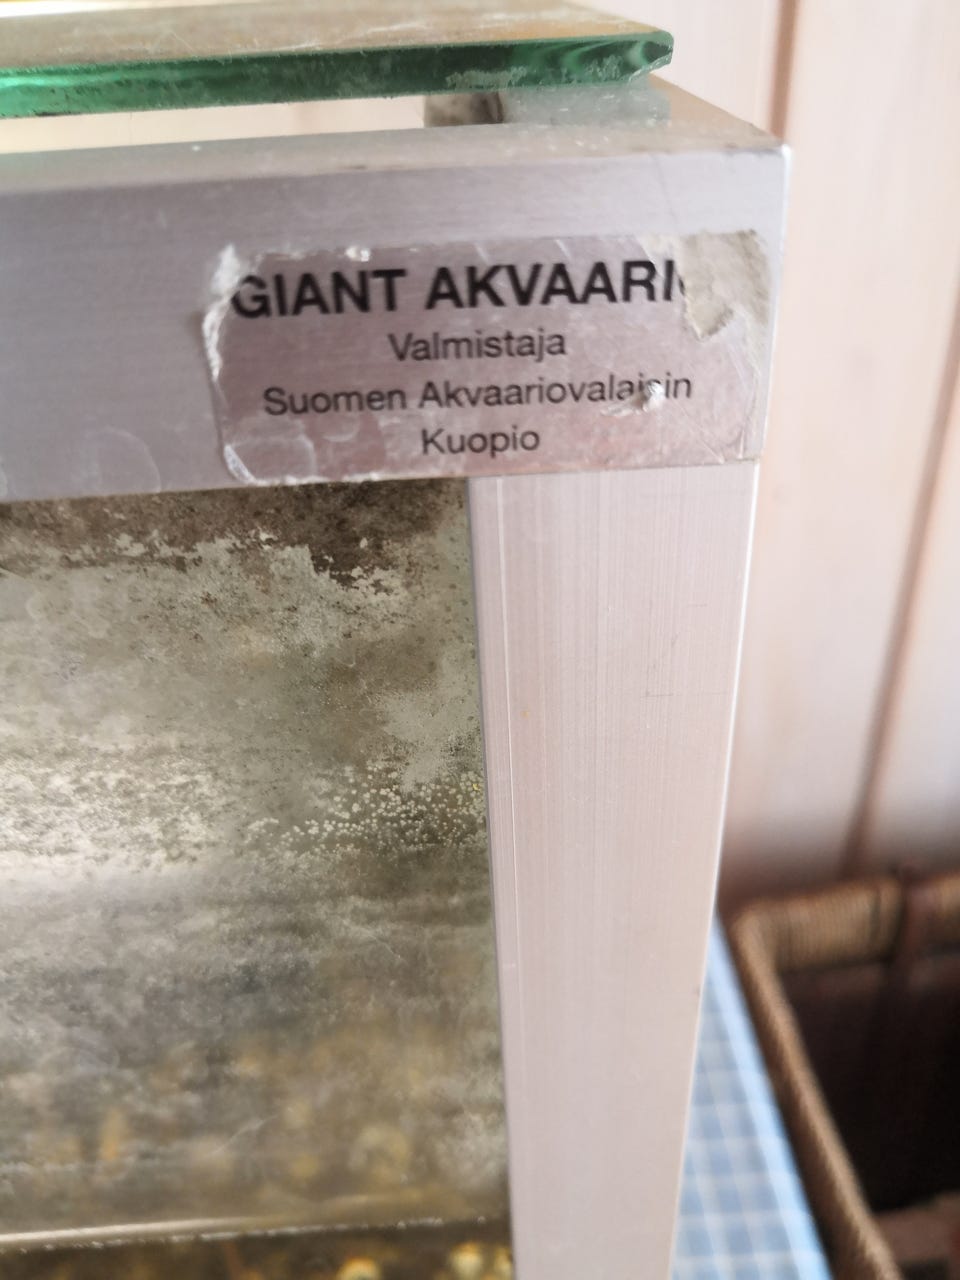 GIANT AKVAARI
Valmistaja
Suomen Akvaariovalaisin
Kuopio